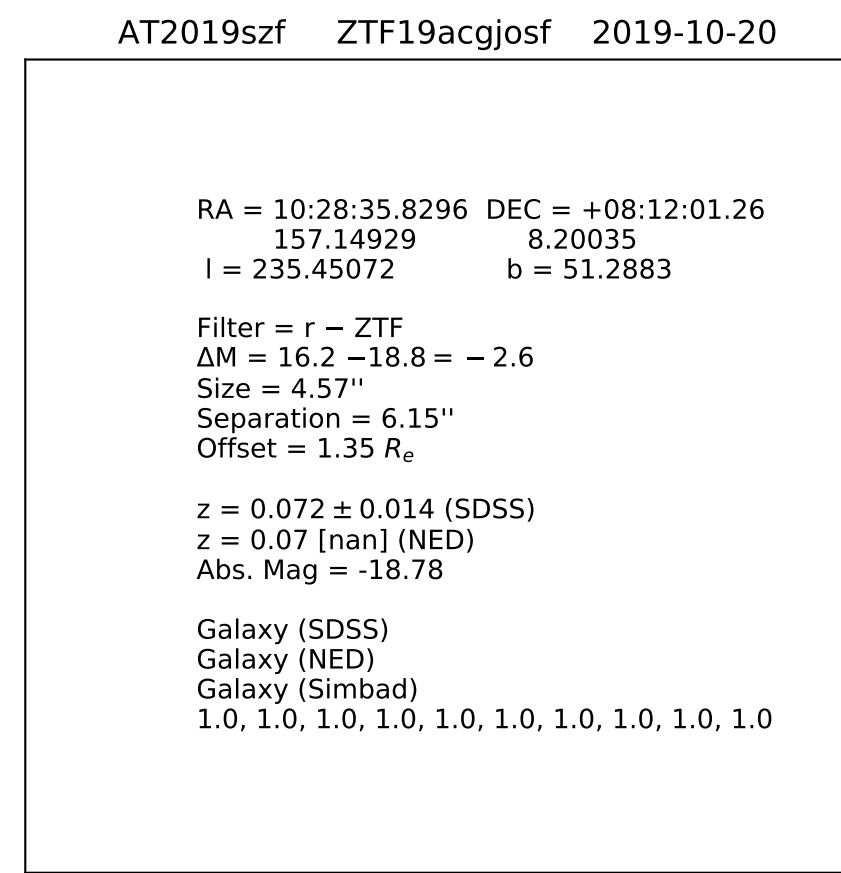 AT2019szf ZTF19acgjosf 2019-10-20
RA = 10:28:35.8296 DEC = +08:12:01.26
157.14929 8.20035
l = 235.45072 b = 51.2883
Filter = r − ZTF
ΔM = 16.2 −18.8 = − 2.6
Size = 4.57''
Separation = 6.15''
Offset = 1.35 Rₑ
z = 0.072 ± 0.014 (SDSS)
z = 0.07 [nan] (NED)
Abs. Mag = -18.78
Galaxy (SDSS)
Galaxy (NED)
Galaxy (Simbad)
1.0, 1.0, 1.0, 1.0, 1.0, 1.0, 1.0, 1.0, 1.0, 1.0